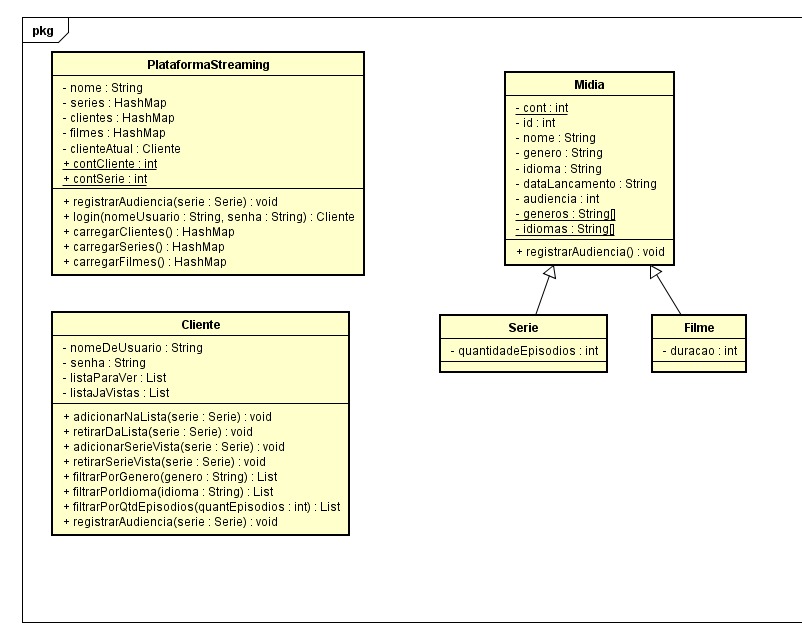 pkg
PlataformaStreaming
- nome : String
- series : HashMap
- clientes : HashMap
- filmes : HashMap
- clienteAtual : Cliente
+ contCliente : int
+ contSerie : int
+ registrarAudiencia(serie : Serie) : void
+ login(nomeUsuario : String, senha : String) : Cliente
+ carregarClientes() : HashMap
+ carregarSeries() : HashMap
+ carregarFilmes() : HashMap
Midia
- cont : int
- id : int
- nome : String
- genero : String
- idioma : String
- dataLancamento : String
- audiencia : int
- generos : String[]
- idiomas : String[]
+ registrarAudiencia() : void
Cliente
- nomeDeUsuario : String
- senha : String
- listaParaVer : List
- listaJaVistas : List
+ adicionarNaLista(serie : Serie) : void
+ retirarDaLista(serie : Serie) : void
+ adicionarSerieVista(serie : Serie) : void
+ retirarSerieVista(serie : Serie) : void
+ filtrarPorGenero(genero : String) : List
+ filtrarPorIdioma(idioma : String) : List
+ filtrarPorQtdEpisodios(quantEpisodios : int) : List
+ registrarAudiencia(serie : Serie) : void
Serie
- quantidadeEpisodios : int
Filme
- duracao : int